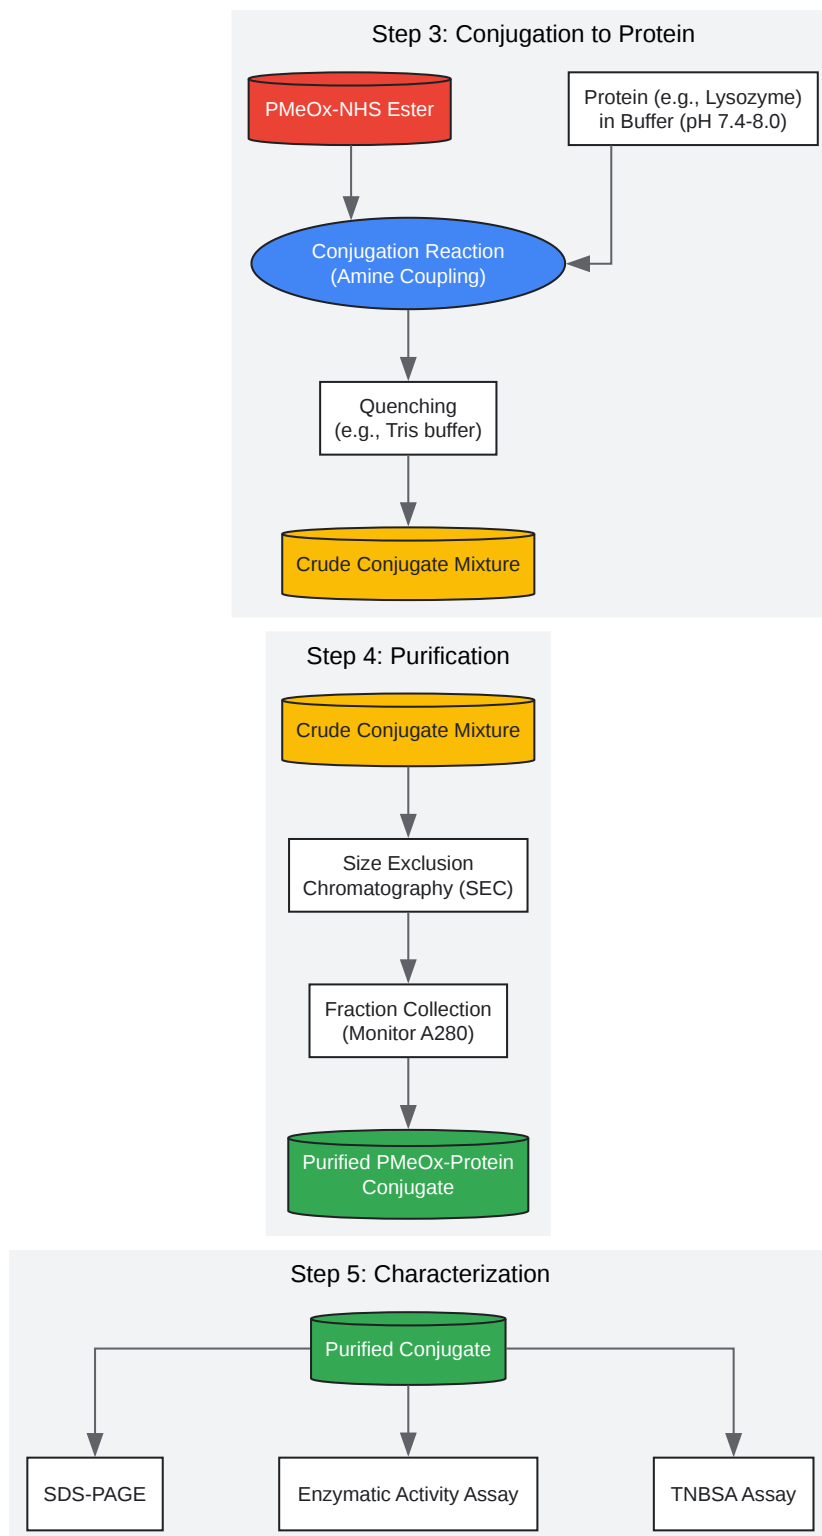 Step 3: Conjugation to Protein
PMeOx-NHS Ester
Protein (e.g., Lysozyme)
in Buffer (pH 7.4-8.0)
Conjugation Reaction
(Amine Coupling)
Quenching
(e.g., Tris buffer)
Crude Conjugate Mixture
Step 4: Purification
Crude Conjugate Mixture
Size Exclusion
Chromatography (SEC)
Fraction Collection
(Monitor A280)
Purified PMeOx-Protein
Conjugate
Step 5: Characterization
Purified Conjugate
SDS-PAGE
Enzymatic Activity Assay
TNBSA Assay